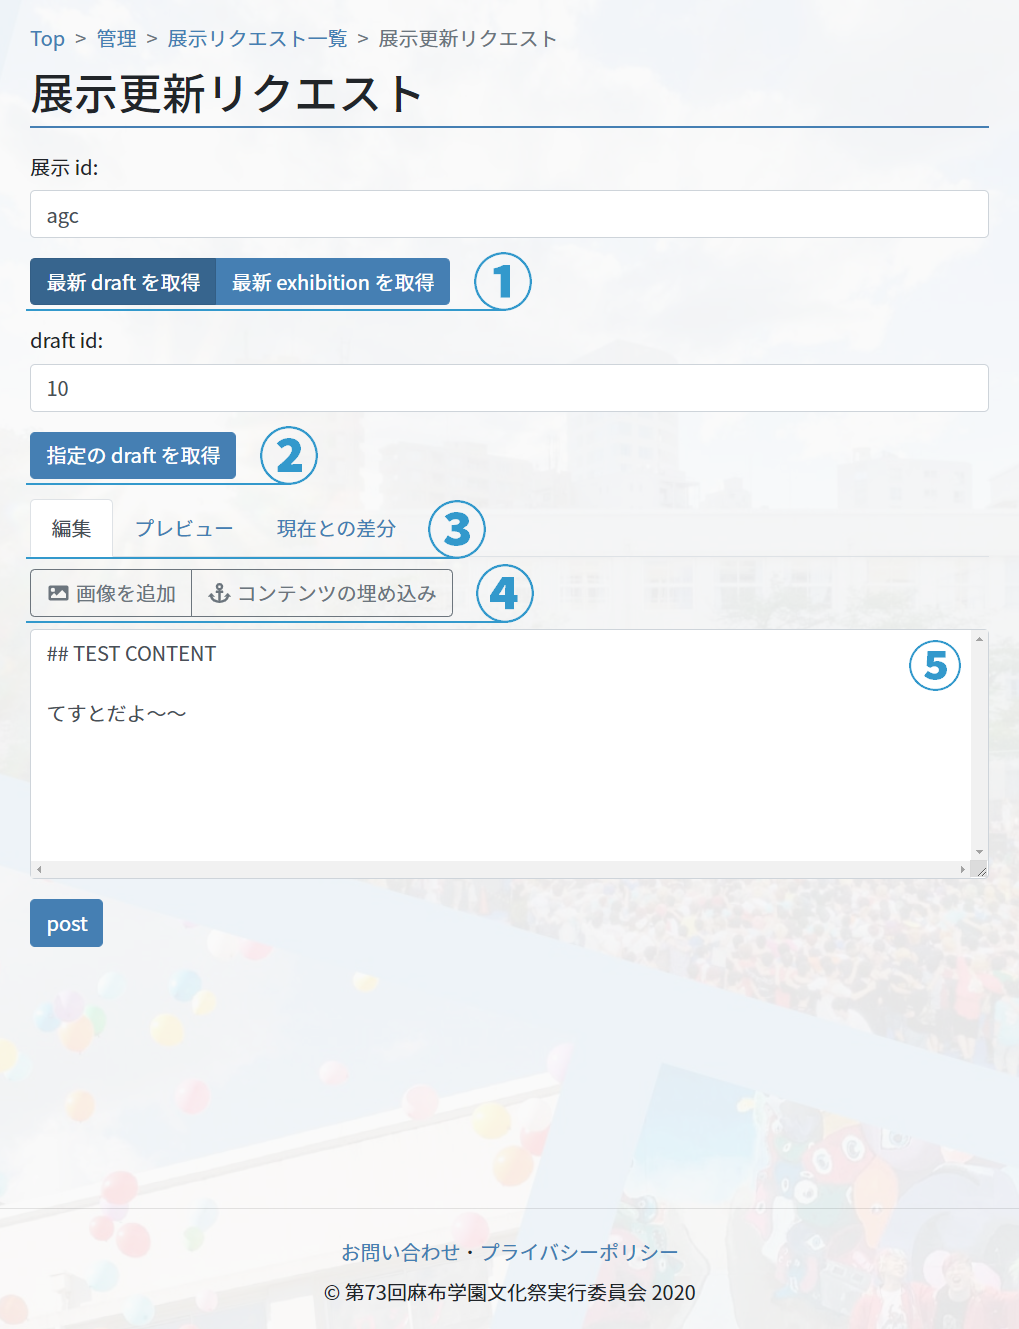 Top > 管理 > 展示リクエスト一覧 > 展示更新リクエスト
展示更新リクエスト
展示 id:
agc
最新 draft を取得 最新 exhibition を取得 1
draft id:
10
指定の draft を取得 2
編集 プレビュー 現在との差分 3
画像を追加 コンテンツの埋め込み 4
## TEST CONTENT 5
てすとだよ〜〜
post
お問い合わせ・プライバシーポリシー
© 第73回麻布学園文化祭実行委員会 2020